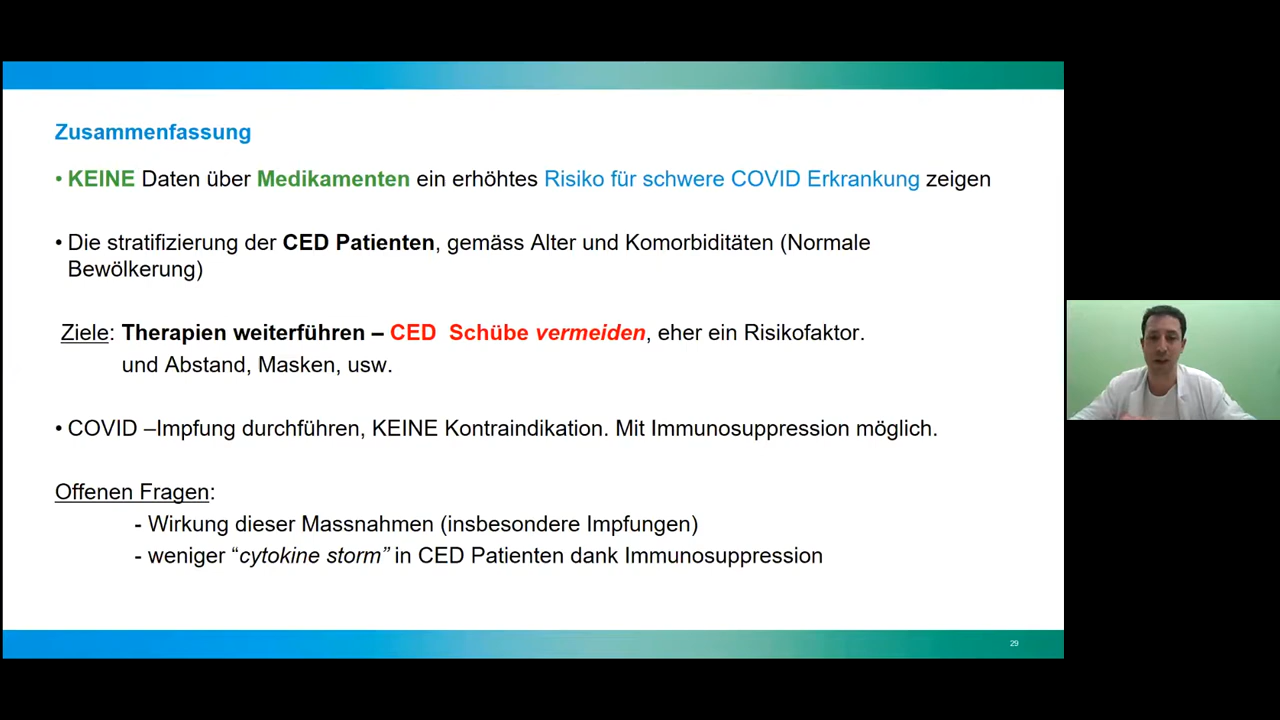 Zusammenfassung
• KEINE Daten über Medikamenten ein erhöhtes Risiko für schwere COVID Erkrankung zeigen
• Die stratifizierung der CED Patienten, gemäss Alter und Komorbiditäten (Normale
Bewölkerung)
Ziele: Therapien weiterführen – CED Schübe vermeiden, eher ein Risikofaktor.
und Abstand, Masken, usw.
• COVID –Impfung durchführen, KEINE Kontraindikation. Mit Immunosuppression möglich.
Offenen Fragen:
- Wirkung dieser Massnahmen (insbesondere Impfungen)
- weniger “cytokine storm” in CED Patienten dank Immunosuppression
29